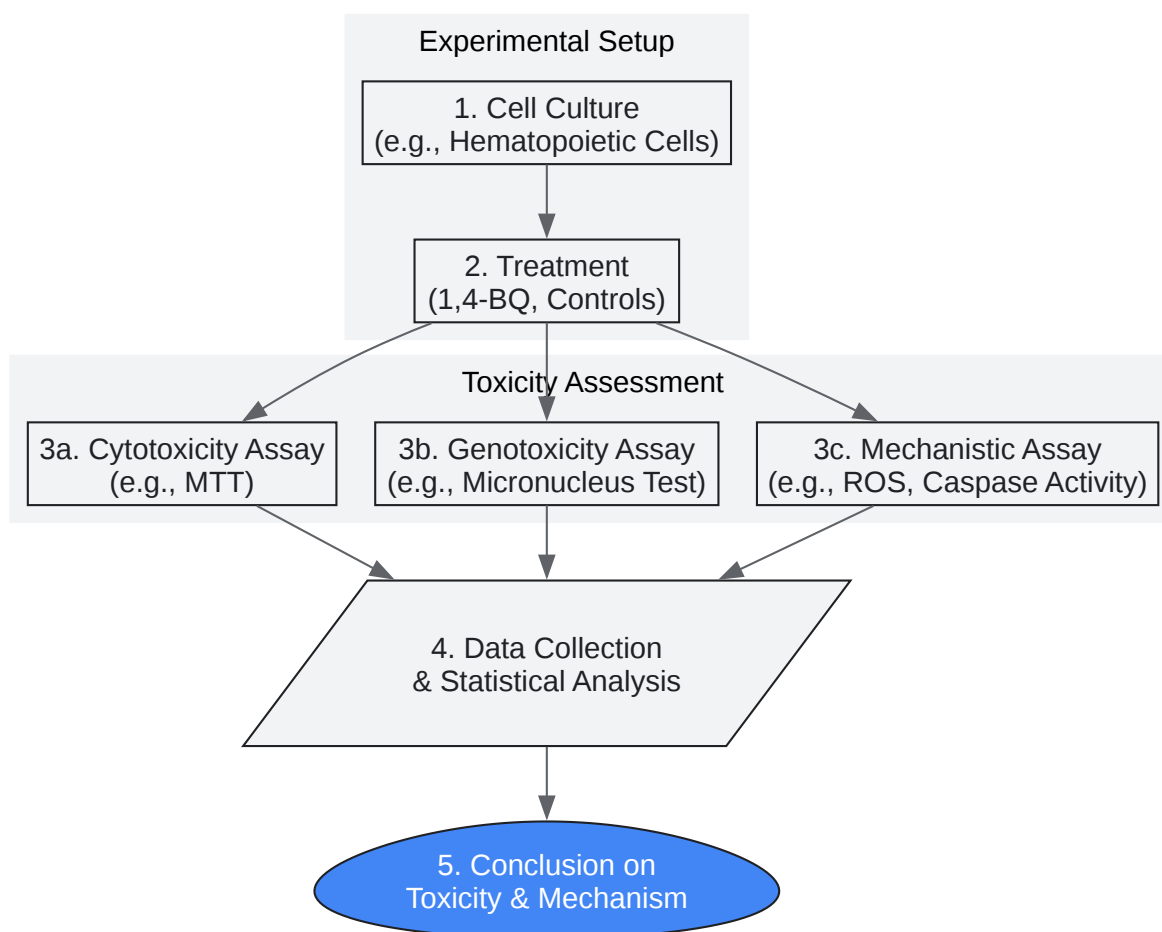 Experimental Setup
1. Cell Culture
(e.g., Hematopoietic Cells)
2. Treatment
(1,4-BQ, Controls)
Toxicity Assessment
3a. Cytotoxicity Assay
(e.g., MTT)
3b. Genotoxicity Assay
(e.g., Micronucleus Test)
3c. Mechanistic Assay
(e.g., ROS, Caspase Activity)
4. Data Collection
& Statistical Analysis
5. Conclusion on
Toxicity & Mechanism